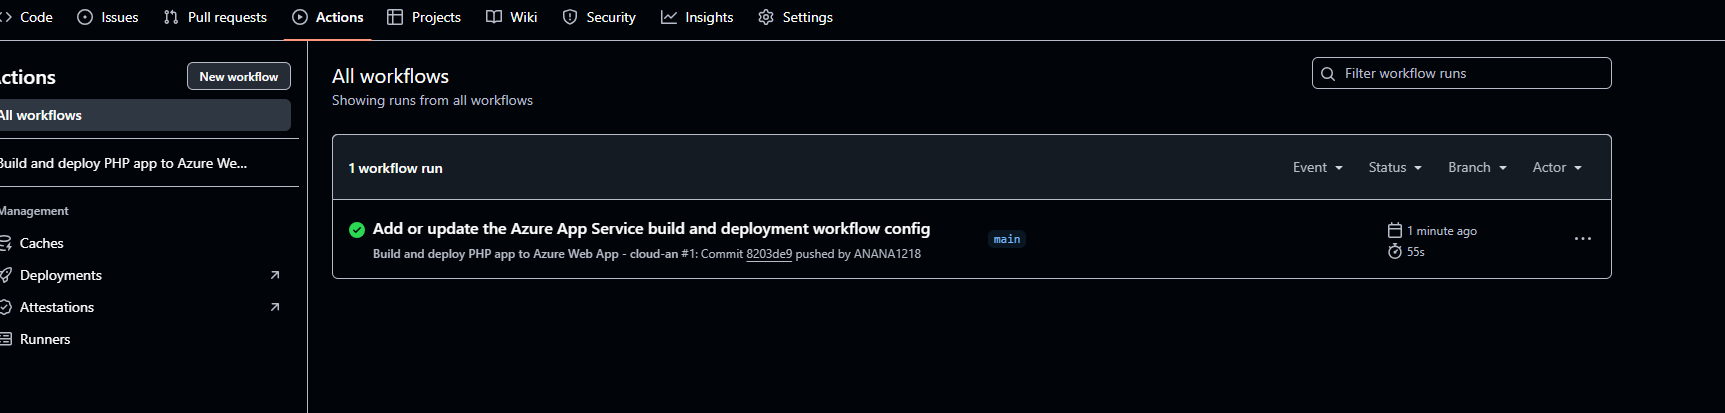 Code Issues Pull requests Actions Projects Wiki Security Insights Settings
ctions New workflow
All workflows
Build and deploy PHP app to Azure We...
Management
Caches
Deployments
Attestations
Runners
All workflows
Showing runs from all workflows
Filter workflow runs
1 workflow run Event Status Branch Actor
Add or update the Azure App Service build and deployment workflow config
Build and deploy PHP app to Azure Web App - cloud-an #1: Commit 8203de9 pushed by ANANA1218
main
1 minute ago
55s